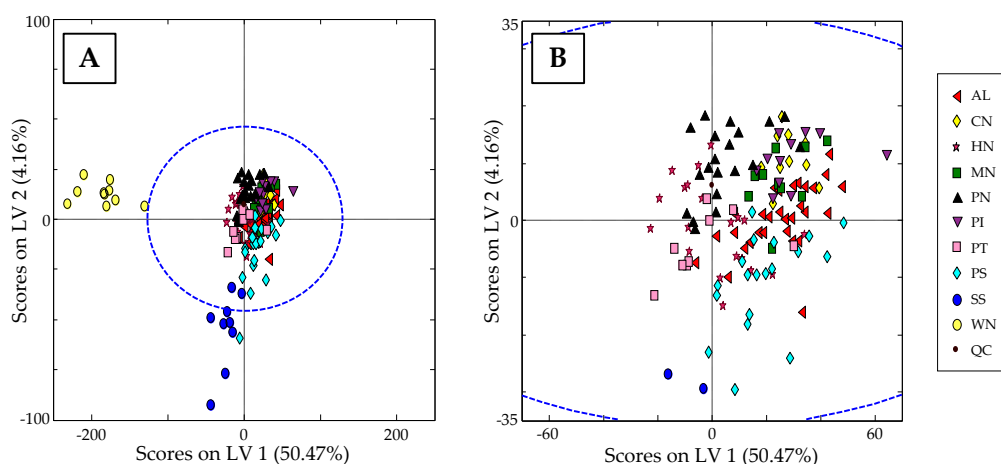 A
100
0
-100
-200
0
200
Scores on LV 2 (4.16%)
Scores on LV 1 (50.47%)
B
35
0
-35
-60
0
60
Scores on LV 2 (4.16%)
Scores on LV 1 (50.47%)
AL
CN
HN
MN
PN
PI
PT
PS
SS
WN
QC